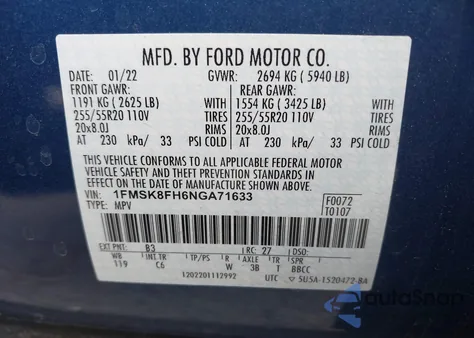 MFD. BY FORD MOTOR CO.
DATE: 01/22 GVWR: 2694 KG ( 5940 LB)
FRONT GAWR: REAR GAWR:
1191 KG ( 2625 LB) WITH 1554 KG ( 3425 LB) WITH
255/55R20 110V TIRES 255/55R20 110V TIRES
20x8.0J RIMS 20x8.0J RIMS
AT 230 kPa/ 33 PSI COLD AT 230 kPa/ 33 PSI COLD
THIS VEHICLE CONFORMS TO ALL APPLICABLE FEDERAL MOTOR
VEHICLE SAFETY AND THEFT PREVENTION STANDARDS IN EFFECT ON
THE DATE OF MANUFACTURE SHOWN ABOVE.
VIN: 1FMSK8FH6NGA71633 F0072
TYPE: MPV T0107
EXT PNT: B3 RC: 27 DSO:
WB INT TR TP/PS R AXLE TR SPR
119 C6 W 3B T BBCC
1202201112992 UTC ▽ 5U5A-1520472-BA
AutoSnap